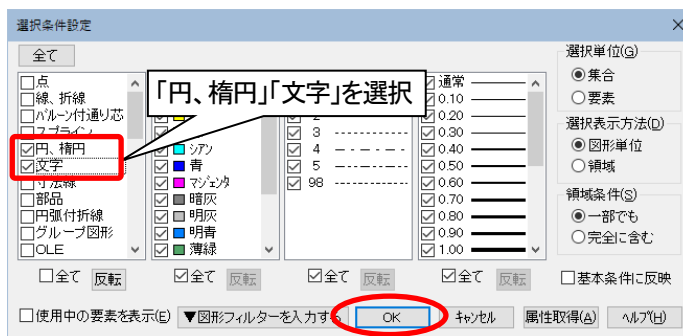 選択条件設定
×
全て
選択単位(G)
集合
要素
点
線、折線
バルーン付通り芯
スプライン
円、楕円
文字
寸法線
部品
円弧付折線
グループ図形
OLE
「円、楕円」「文字」を選択
シアン
青
マジェンタ
暗灰
明灰
明青
薄緑
2
3
4
5
98
通常
0.10
0.20
0.30
0.40
0.50
0.60
0.70
0.80
0.90
1.00
選択表示方法(D)
図形単位
領域
領域条件(S)
一部でも
完全に含む
全て 反転 全て 反転 全て 反転 全て 反転 基本条件に反映
使用中の要素を表示(E) ▼図形フィルターを入力する OK キャンセル 属性取得(A) ヘルプ(H)